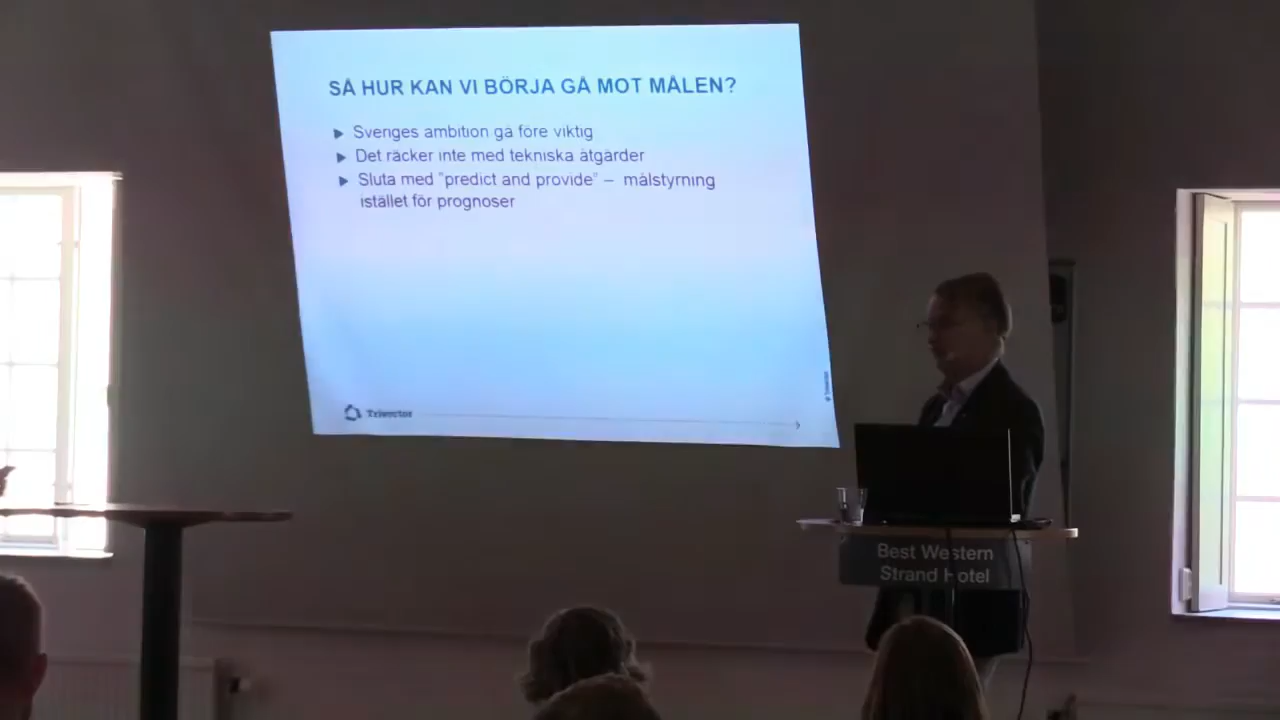 SÅ HUR KAN VI BÖRJA GÅ MOT MÅLEN?
Sveriges ambition gå före viktig
Det räcker inte med tekniska åtgärder
Sluta med "predict and provide" – målstyrning
istället för prognoser
Trivector
Best Western
Strand Hotel